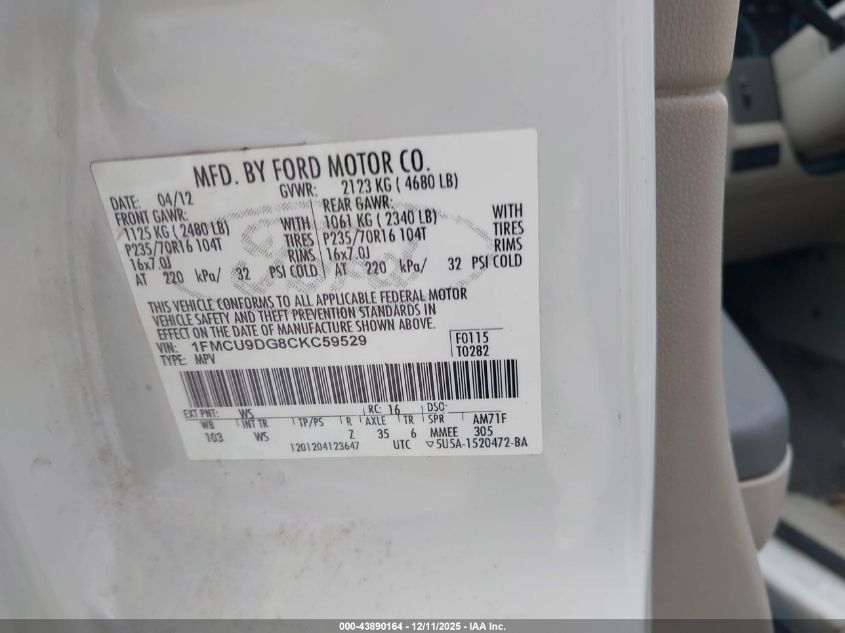 MFD. BY FORD MOTOR CO.
DATE: 04/12 GVWR: 2123 KG ( 4680 LB)
FRONT GAWR: REAR GAWR:
1125 KG ( 2480 LB) WITH 1061 KG ( 2340 LB) WITH
P235/70R16 104T TIRES P235/70R16 104T TIRES
16x7.0J RIMS 16x7.0J RIMS
AT 220 kPa/ 32 PSI COLD AT 220 kPa/ 32 PSI COLD
THIS VEHICLE CONFORMS TO ALL APPLICABLE FEDERAL MOTOR
VEHICLE SAFETY AND THEFT PREVENTION STANDARDS IN
EFFECT ON THE DATE OF MANUFACTURE SHOWN ABOVE.
VIN: 1FMCU9DG8CKC59529 F0115
TYPE: MPV T0282
EXT PNT: WS RC: 16 DSO:
WB INT TR TP/PS R AXLE TR SPR AM71F
103 WS Z 35 6 MMEE 305
1201204123647 UTC ▽5U5A-1520472-BA
000-43890164 - 12/11/2025 - IAA Inc.